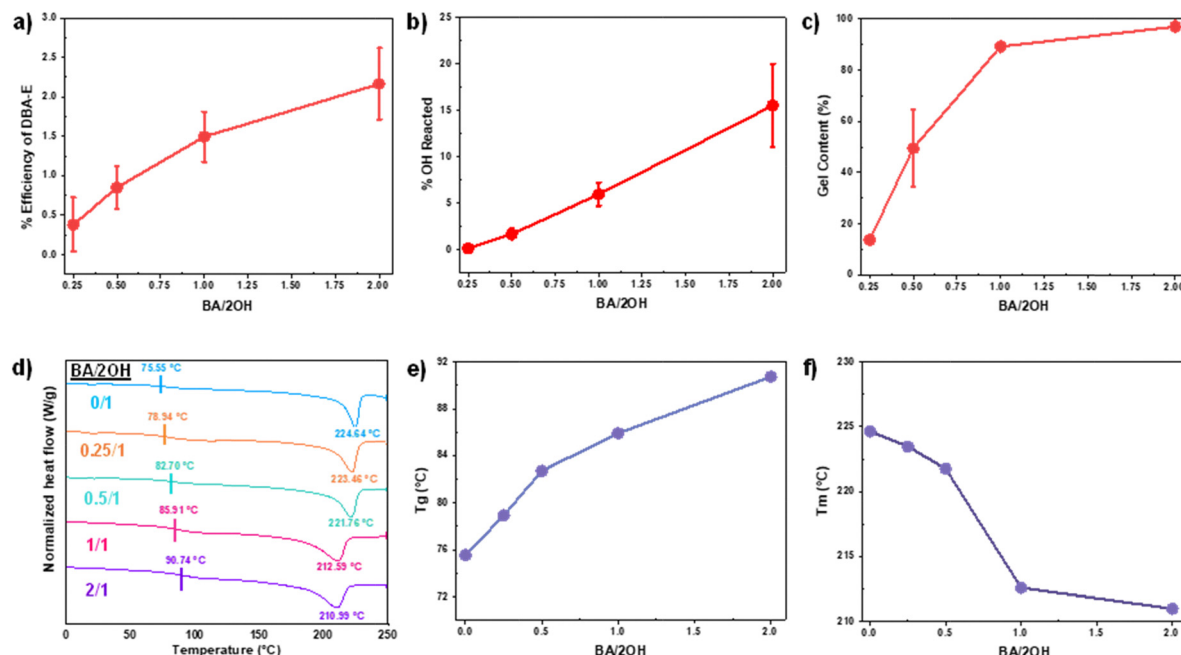 a)
% Efficiency of DBA-E
3.0
2.5
2.0
1.5
1.0
0.5
0.0
0.25 0.50 0.75 1.00 1.25 1.50 1.75 2.00
BA/2OH
b)
% OH Reacted
25
20
15
10
5
0
0.25 0.50 0.75 1.00 1.25 1.50 1.75 2.00
BA/2OH
c)
Gel Content (%)
100
80
60
40
20
0
0.25 0.50 0.75 1.00 1.25 1.50 1.75 2.00
BA/2OH
d)
Normalized heat flow (W/g)
BA/2OH
75.55 °C
0/1
224.64 °C
78.94 °C
0.25/1
223.46 °C
82.70 °C
0.5/1
221.76 °C
85.91 °C
1/1
212.59 °C
90.74 °C
2/1
210.99 °C
0 50 100 150 200 250
Temperature (°C)
e)
Tg (°C)
92
88
84
80
76
72
0.0 0.5 1.0 1.5 2.0
BA/2OH
f)
Tm (°C)
230
225
220
215
210
0.0 0.5 1.0 1.5 2.0
BA/2OH